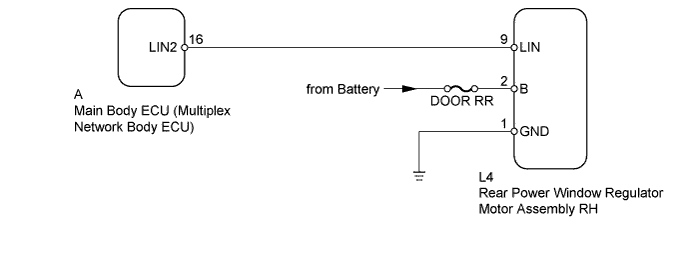 16 9
LIN2 LIN
2
from Battery B
DOOR RR
A
Main Body ECU (Multiplex
Network Body ECU)
1
GND
L4
Rear Power Window Regulator
Motor Assembly RH